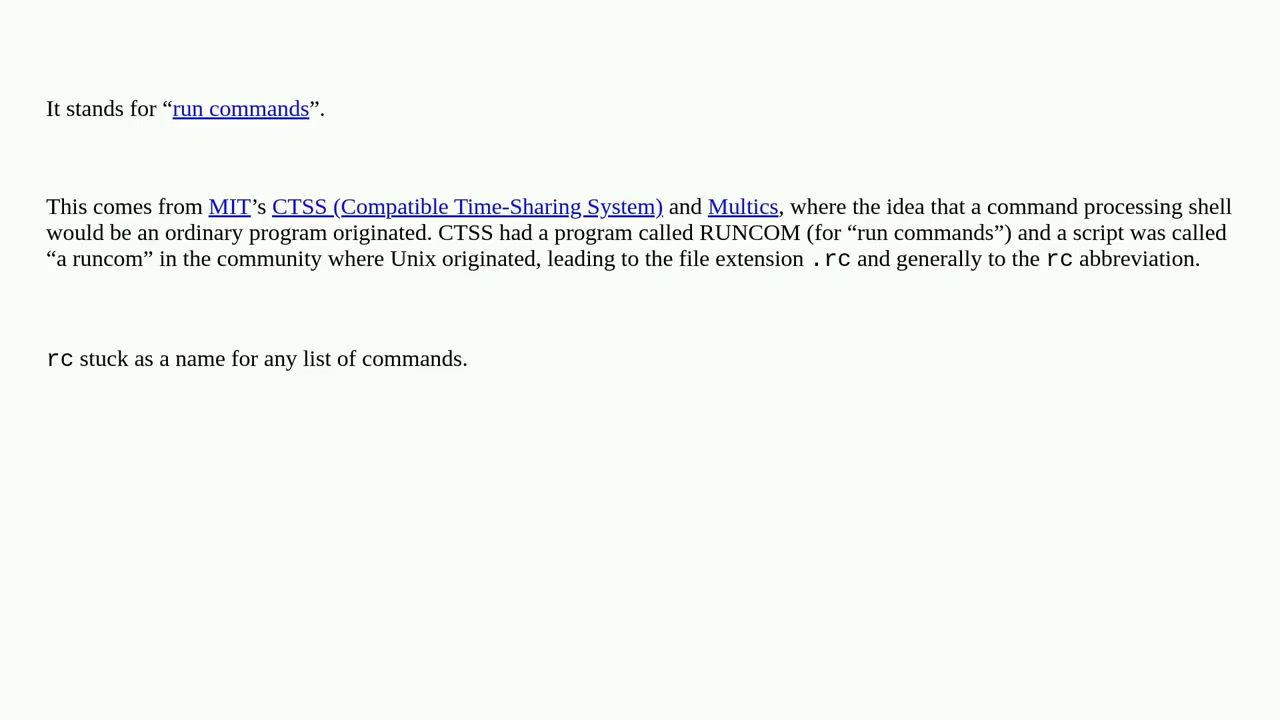 It stands for “run commands”.
This comes from MIT’s CTSS (Compatible Time-Sharing System) and Multics, where the idea that a command processing shell
would be an ordinary program originated. CTSS had a program called RUNCOM (for “run commands”) and a script was called
“a runcom” in the community where Unix originated, leading to the file extension .rc and generally to the rc abbreviation.
rc stuck as a name for any list of commands.